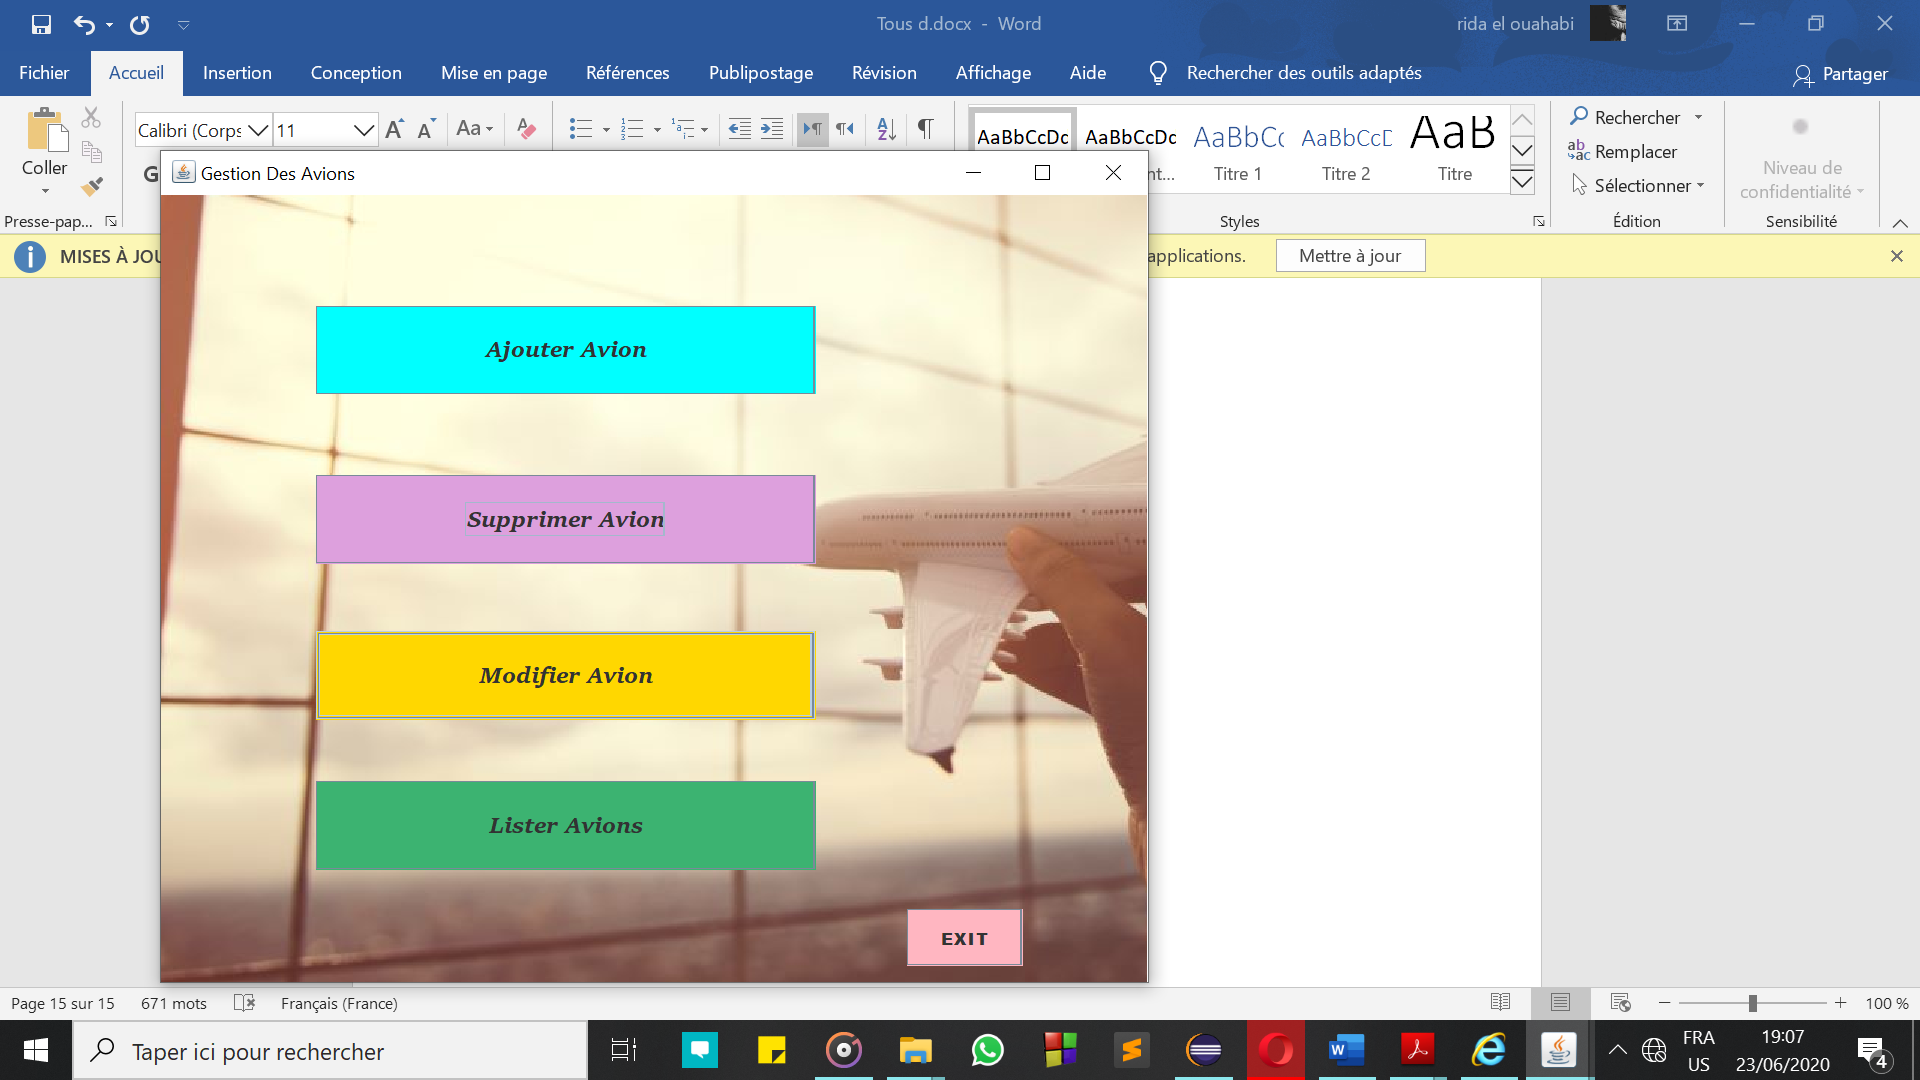 Tous d.docx - Word
rida el ouahabi
Fichier Accueil Insertion Conception Mise en page Références Publipostage Révision Affichage Aide Rechercher des outils adaptés Partager
Coller
Presse-pap...
Calibri (Corps 11
Aa
G
AaBbCcDc AaBbCcDc AaBbCc AaBbCcD AaB
nt... Titre 1 Titre 2 Titre
Styles
Rechercher
Remplacer
Sélectionner
Édition
Niveau de
confidentialité
Sensibilité
MISES À JOU
applications. Mettre à jour
Gestion Des Avions
Ajouter Avion
Supprimer Avion
Modifier Avion
Lister Avions
EXIT
Page 15 sur 15 671 mots Français (France) 100 %
Taper ici pour rechercher
FRA
US
19:07
23/06/2020
4